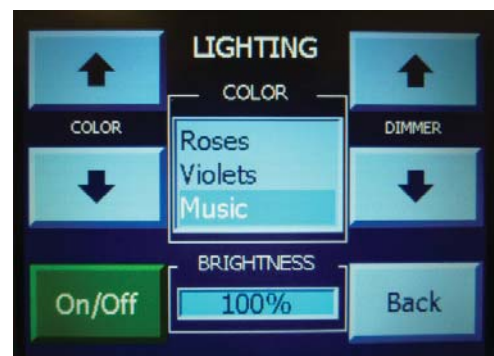 LIGHTING
COLOR
COLOR
DIMMER
Roses
Violets
Music
BRIGHTNESS
On/Off
100%
Back